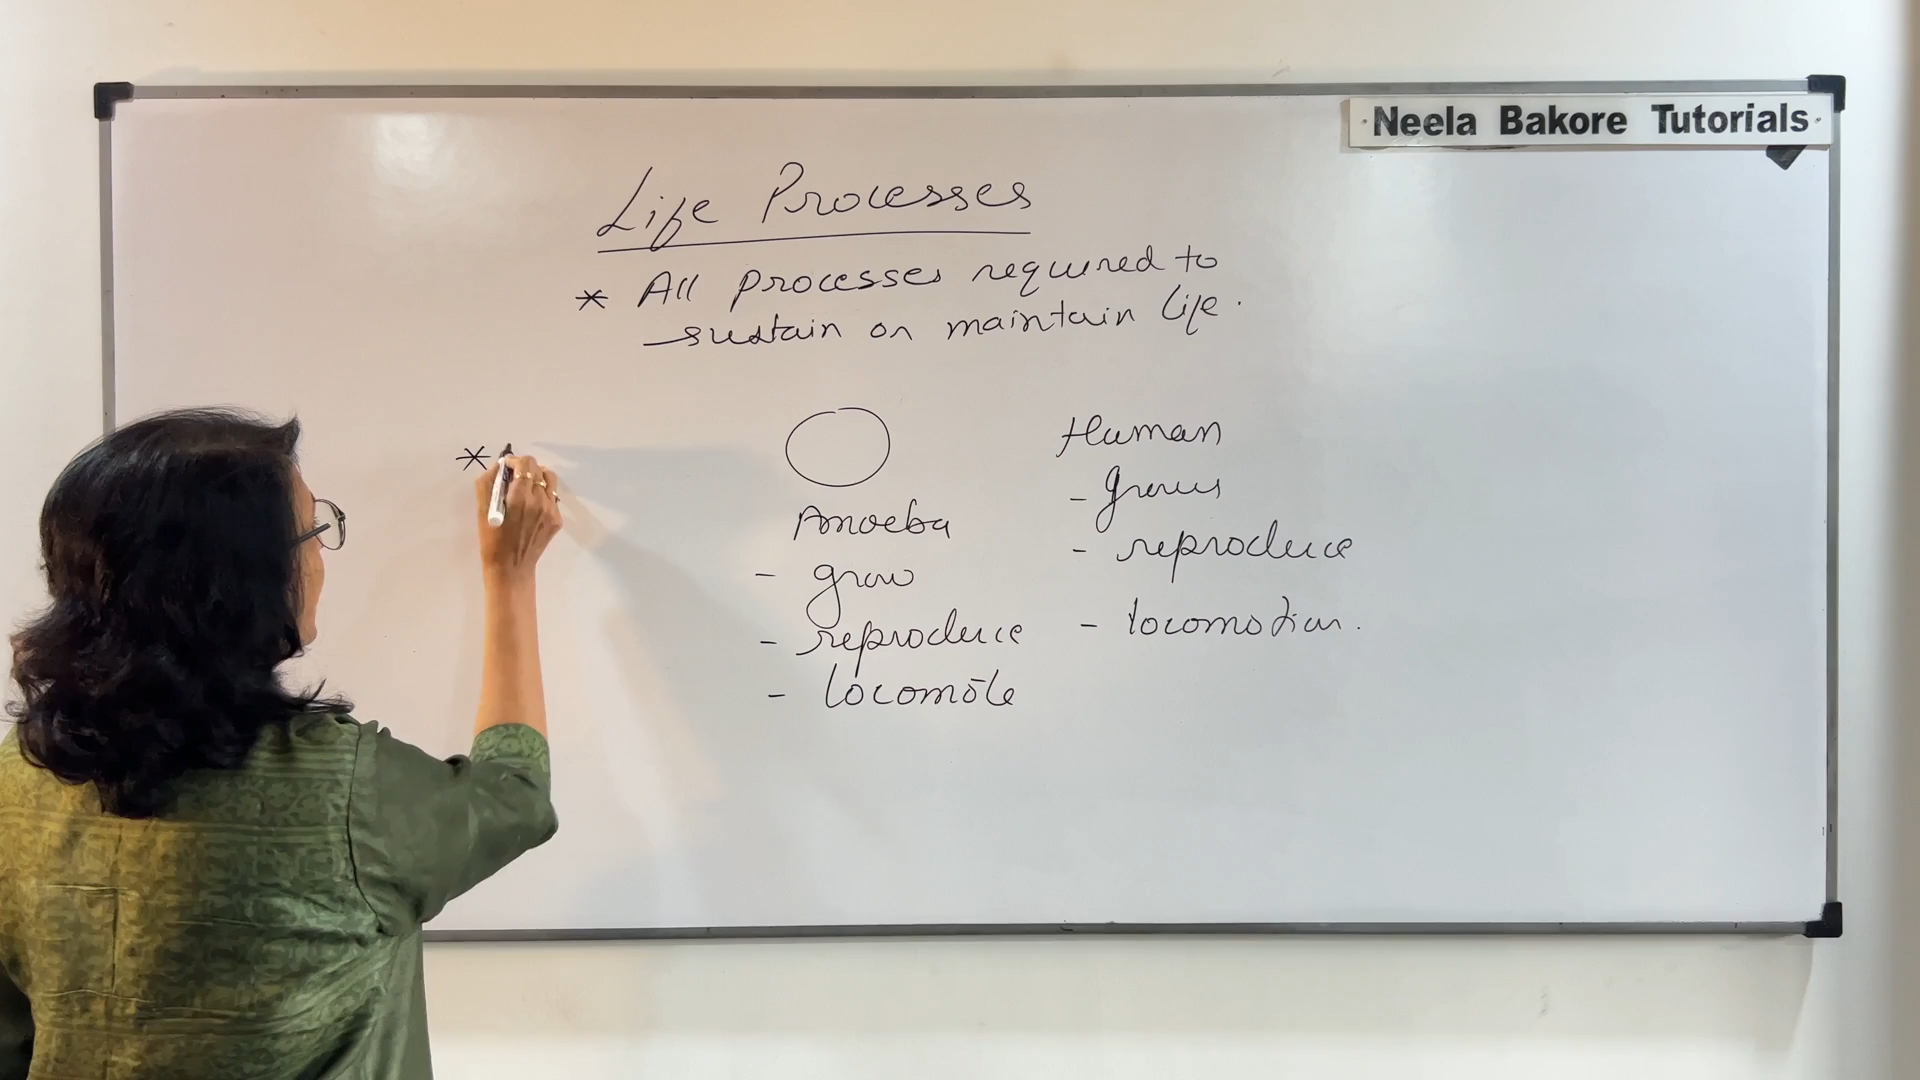 Neela Bakore Tutorials
Life Processes
* All processes required to
sustain or maintain life.
*
Amoeba
- grow
- reproduce
- locomote
Human
- grows
- reproduce
- locomotion.